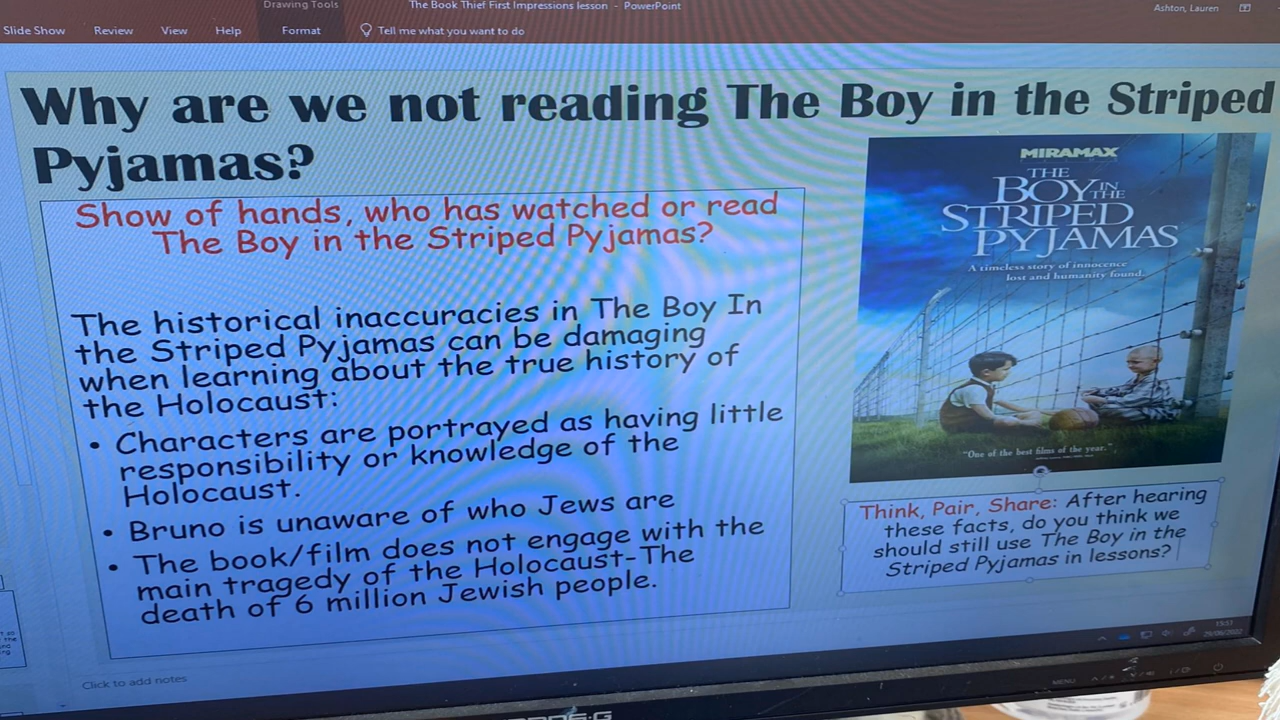 Drawing Tools
The Book Thief First Impressions lesson - PowerPoint
Ashton, Lauren
Slide Show Review View Help Format Tell me what you want to do
Why are we not reading The Boy in the Striped
Pyjamas?
Show of hands, who has watched or read
The Boy in the Striped Pyjamas?
The historical inaccuracies in The Boy In
the Striped Pyjamas can be damaging
when learning about the true history of
the Holocaust:
• Characters are portrayed as having little
responsibility or knowledge of the
Holocaust.
• Bruno is unaware of who Jews are
• The book/film does not engage with the
main tragedy of the Holocaust-The
death of 6 million Jewish people.
MIRAMAX
THE
BOY IN THE
STRIPED
PYJAMAS
A timeless story of innocence
lost and humanity found.
"One of the best films of the year."
Think, Pair, Share: After hearing
these facts, do you think we
should still use The Boy in the
Striped Pyjamas in lessons?
Click to add notes
15:51
29/06/2022
MENU